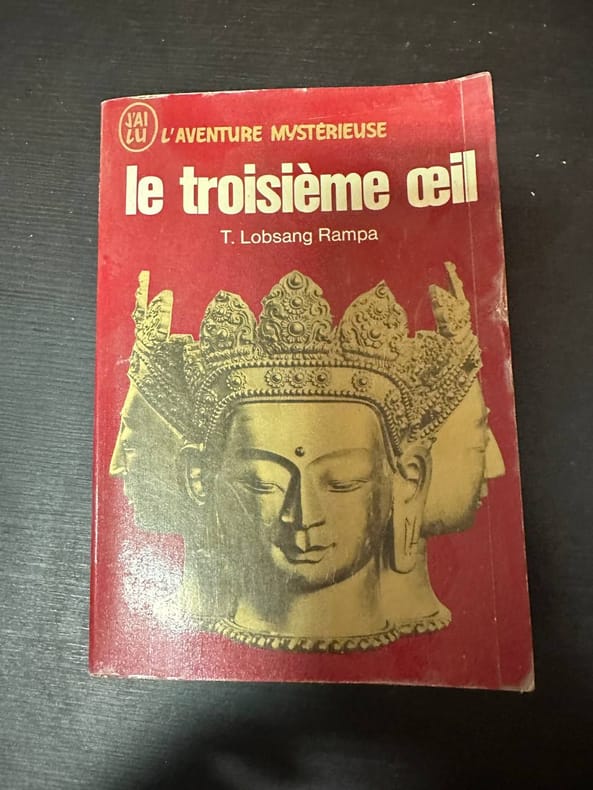 J'AI
LU
L'AVENTURE MYSTÉRIEUSE
le troisième œil
T. Lobsang Rampa